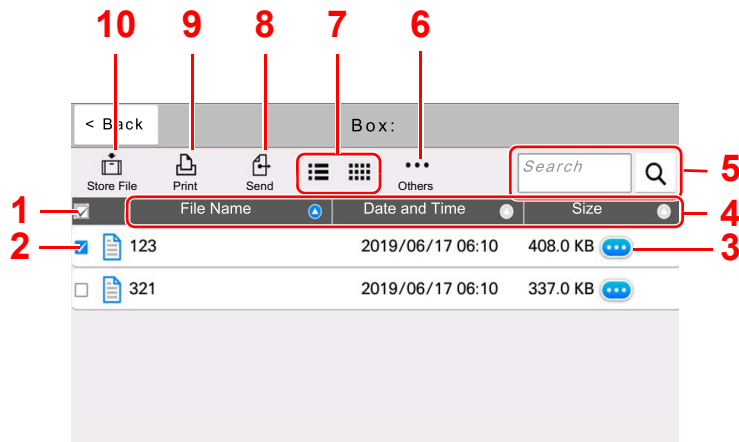 10 9 8 7 6
< Back Box:
Store File Print Send Others Search 5
1 File Name Date and Time Size 4
2 123 2019/06/17 06:10 408.0 KB 3
321 2019/06/17 06:10 337.0 KB